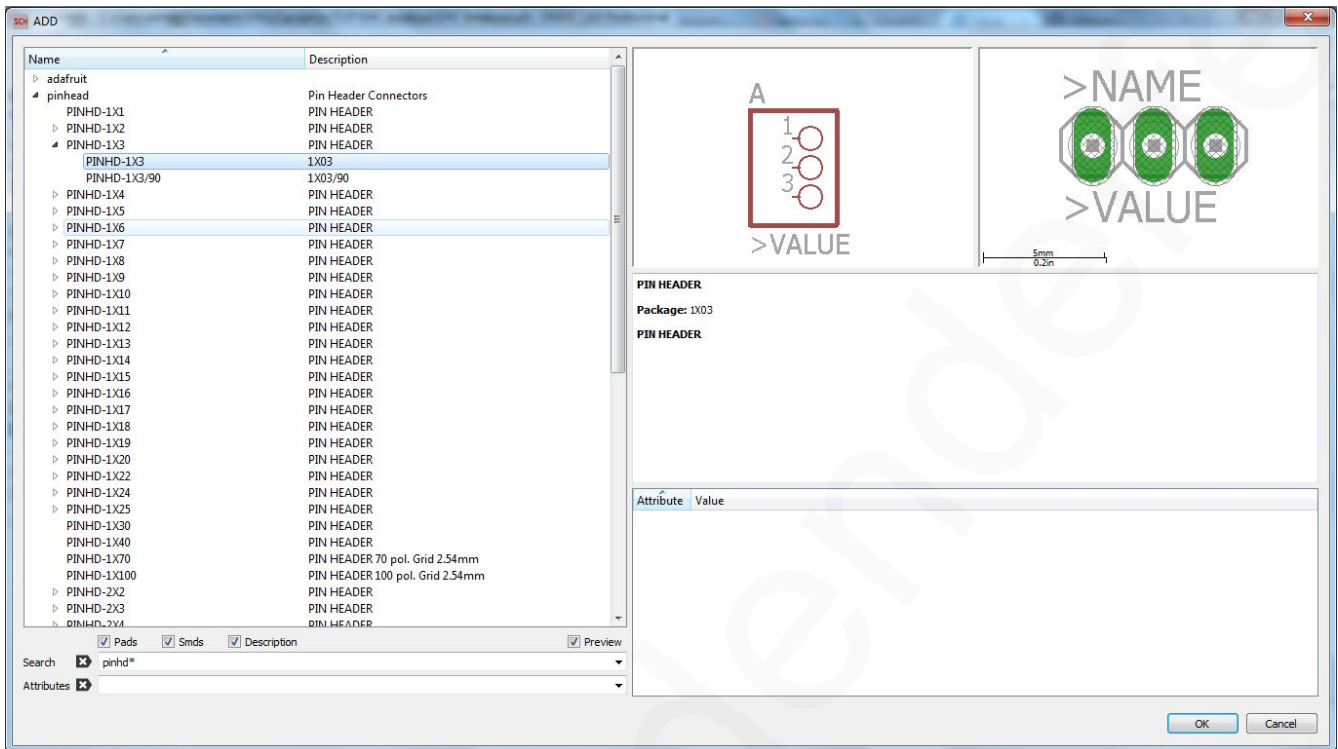 SCH ADD
Name Description
adafruit
pinhead Pin Header Connectors
PINHD-1X1 PIN HEADER
PINHD-1X2 PIN HEADER
PINHD-1X3 PIN HEADER
PINHD-1X3 1X03
PINHD-1X3/90 1X03/90
PINHD-1X4 PIN HEADER
PINHD-1X5 PIN HEADER
PINHD-1X6 PIN HEADER
PINHD-1X7 PIN HEADER
PINHD-1X8 PIN HEADER
PINHD-1X9 PIN HEADER
PINHD-1X10 PIN HEADER
PINHD-1X11 PIN HEADER
PINHD-1X12 PIN HEADER
PINHD-1X13 PIN HEADER
PINHD-1X14 PIN HEADER
PINHD-1X15 PIN HEADER
PINHD-1X16 PIN HEADER
PINHD-1X17 PIN HEADER
PINHD-1X18 PIN HEADER
PINHD-1X19 PIN HEADER
PINHD-1X20 PIN HEADER
PINHD-1X22 PIN HEADER
PINHD-1X24 PIN HEADER
PINHD-1X25 PIN HEADER
PINHD-1X30 PIN HEADER
PINHD-1X40 PIN HEADER
PINHD-1X70 PIN HEADER 70 pol. Grid 2.54mm
PINHD-1X100 PIN HEADER 100 pol. Grid 2.54mm
PINHD-2X2 PIN HEADER
PINHD-2X3 PIN HEADER
PINHD-2X4 PIN HEADER
Pads Smds Description Preview
Search pinhd*
Attributes
A
1
2
3
>VALUE
>NAME
>VALUE
5mm
0.2in
PIN HEADER
Package: 1X03
PIN HEADER
Attribute Value
OK Cancel